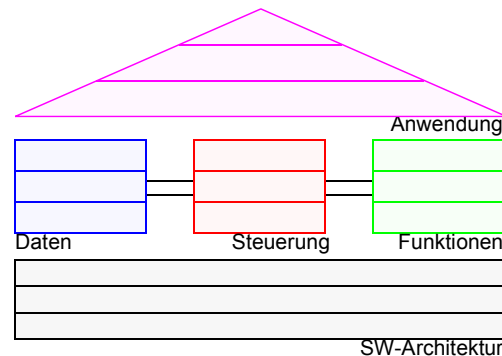 Anwendung
Daten
Steuerung
Funktionen
SW-Architektur